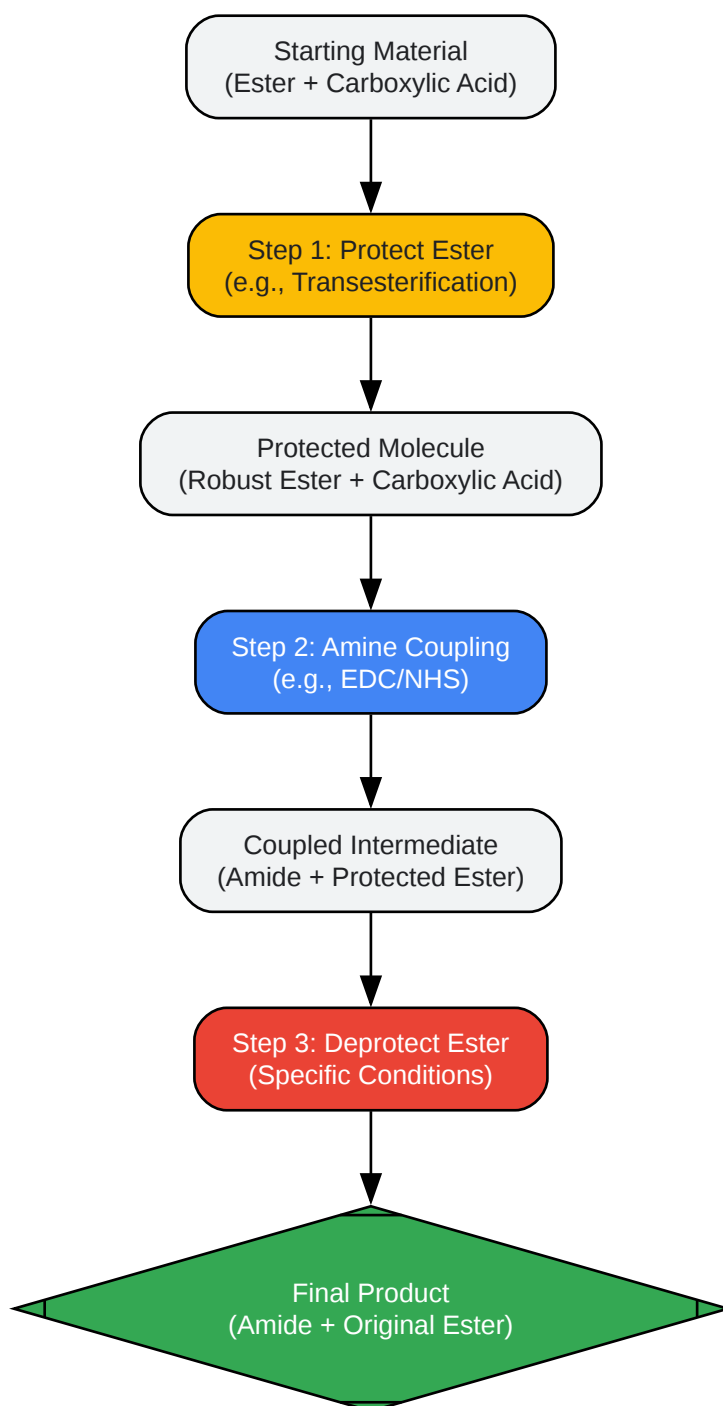 Starting Material
(Ester + Carboxylic Acid)
Step 1: Protect Ester
(e.g., Transesterification)
Protected Molecule
(Robust Ester + Carboxylic Acid)
Step 2: Amine Coupling
(e.g., EDC/NHS)
Coupled Intermediate
(Amide + Protected Ester)
Step 3: Deprotect Ester
(Specific Conditions)
Final Product
(Amide + Original Ester)